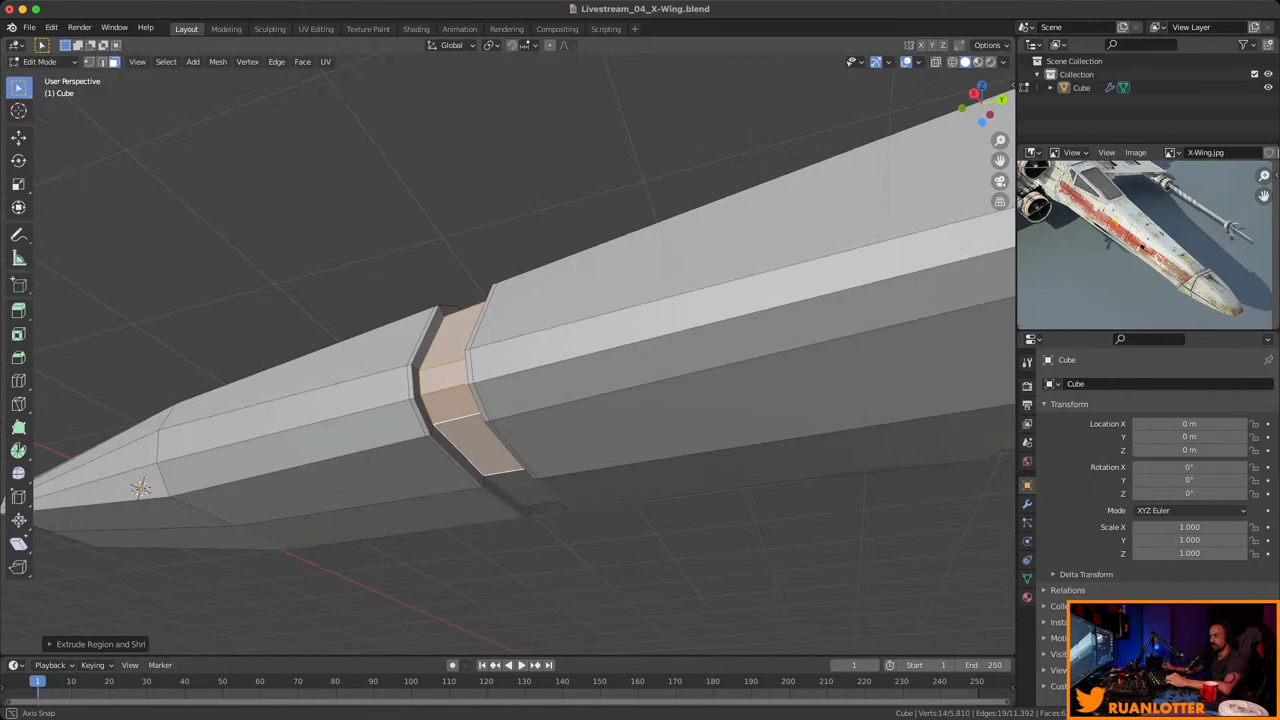 Livestream_04_X-Wing.blend
File Edit Render Window Help Layout Modeling Sculpting UV Editing Texture Paint Shading Animation Rendering Compositing Scripting +
Scene View Layer
Global Options
X Y Z
Edit Mode View Select Add Mesh Vertex Edge Face UV
Scene Collection
Collection
Cube
User Perspective
(1) Cube
X Y Z
View View Image X-Wing.jpg
Cube
Cube
Transform
Location X 0 m
Y 0 m
Z 0 m
Rotation X 0°
Y 0°
Z 0°
Mode XYZ Euler
Scale X 1.000
Y 1.000
Z 1.000
Delta Transform
Relations
Extrude Region and Shri
Playback Keying View Marker 1 Start 1 End 250
1 10 20 30 40 50 60 70 80 90 100 110 120 130 140 150 160 170 180 190 200 210 220 230 240 250
RUANLOTTER
Axis Snap